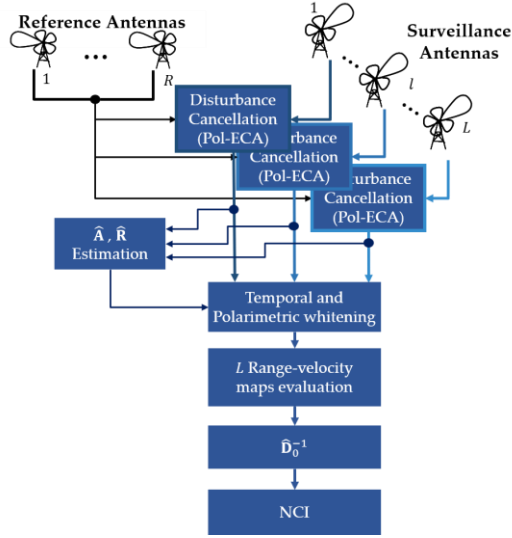 Reference Antennas
1
...
R
1
Surveillance
Antennas
...
l
...
L
Disturbance
Cancellation
(Pol-ECA)
urbance
Cancellation
(Pol-ECA)
urbance
Cancellation
(Pol-ECA)
Â , R̂
Estimation
Temporal and
Polarimetric whitening
L Range-velocity
maps evaluation
D̂₀⁻¹
NCI